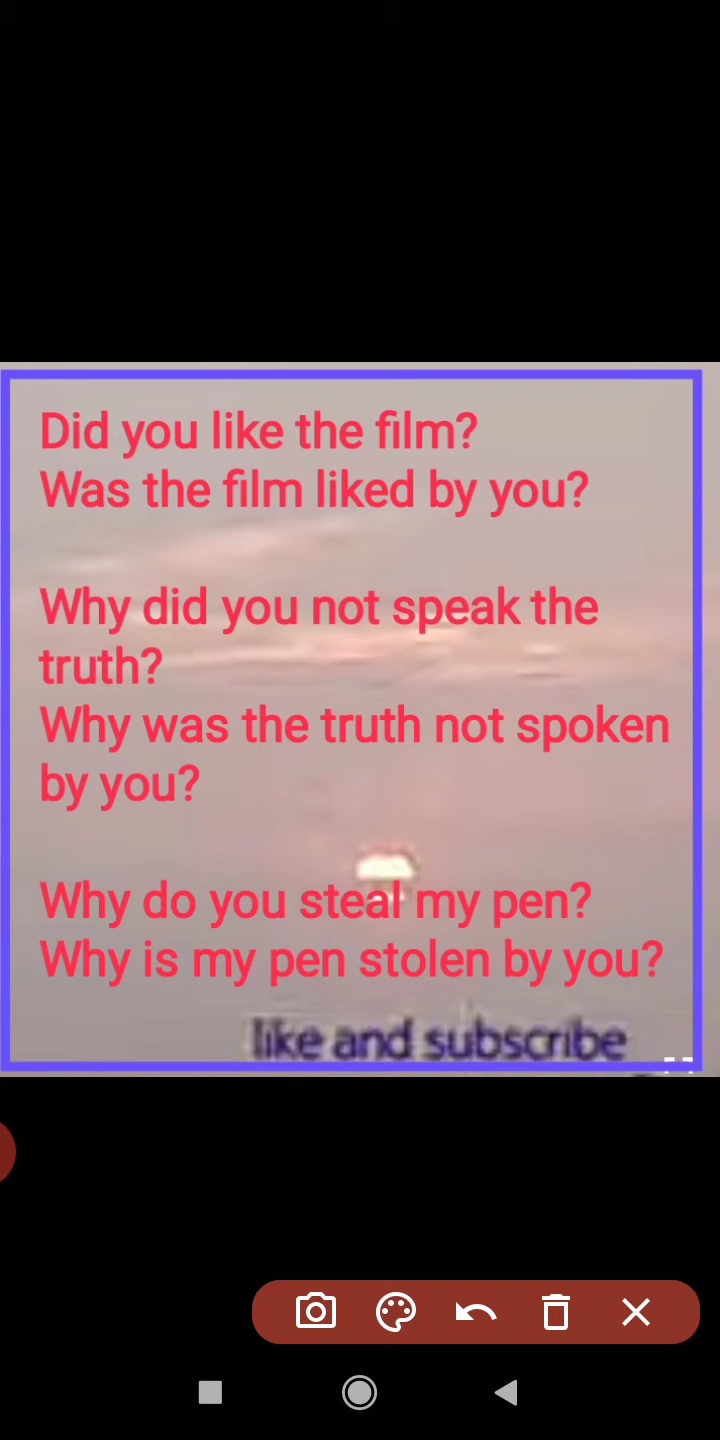 Did you like the film?
Was the film liked by you?
Why did you not speak the
truth?
Why was the truth not spoken
by you?
Why do you steal my pen?
Why is my pen stolen by you?
like and subscribe